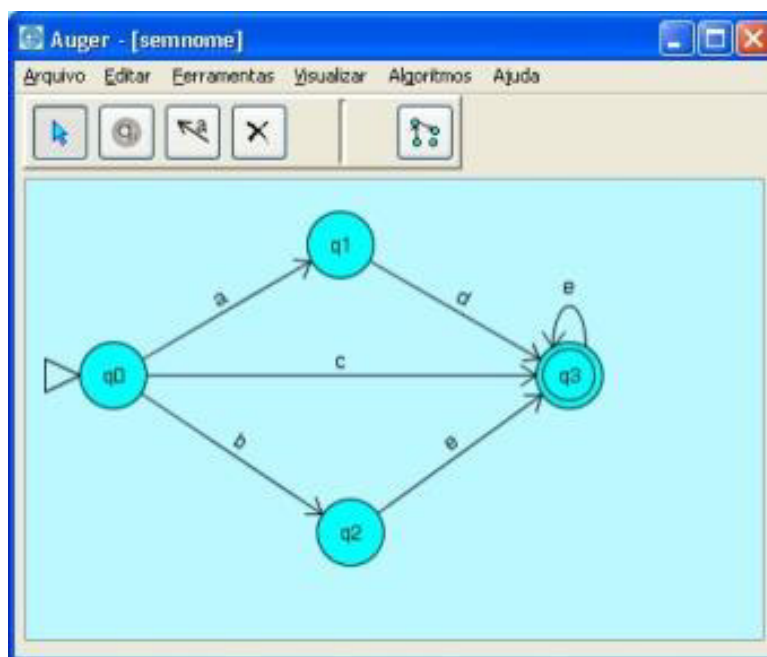 Auger - [semnome]
Arquivo Editar Ferramentas Visualizar Algoritmos Ajuda
a
q1
e
a
d
q0
c
q3
b
e
q2